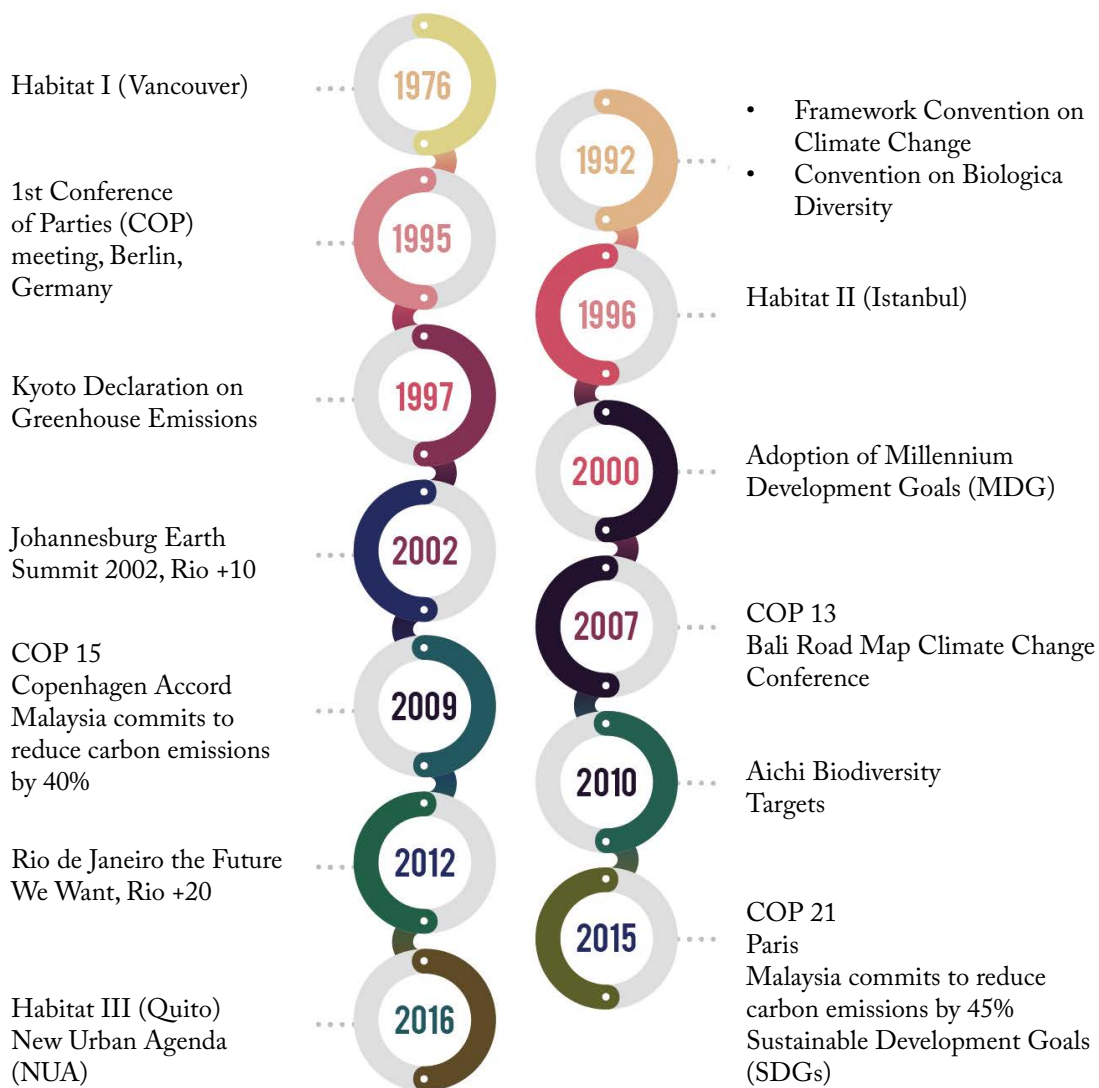 Habitat I (Vancouver)
1976
1992
• Framework Convention on
Climate Change
• Convention on Biologica
Diversity
1st Conference
of Parties (COP)
meeting, Berlin,
Germany
1995
1996
Habitat II (Istanbul)
Kyoto Declaration on
Greenhouse Emissions
1997
2000
Adoption of Millennium
Development Goals (MDG)
Johannesburg Earth
Summit 2002, Rio +10
2002
2007
COP 13
Bali Road Map Climate Change
Conference
COP 15
Copenhagen Accord
Malaysia commits to
reduce carbon emissions
by 40%
2009
2010
Aichi Biodiversity
Targets
Rio de Janeiro the Future
We Want, Rio +20
2012
2015
COP 21
Paris
Malaysia commits to reduce
carbon emissions by 45%
Sustainable Development Goals
(SDGs)
Habitat III (Quito)
New Urban Agenda
(NUA)
2016